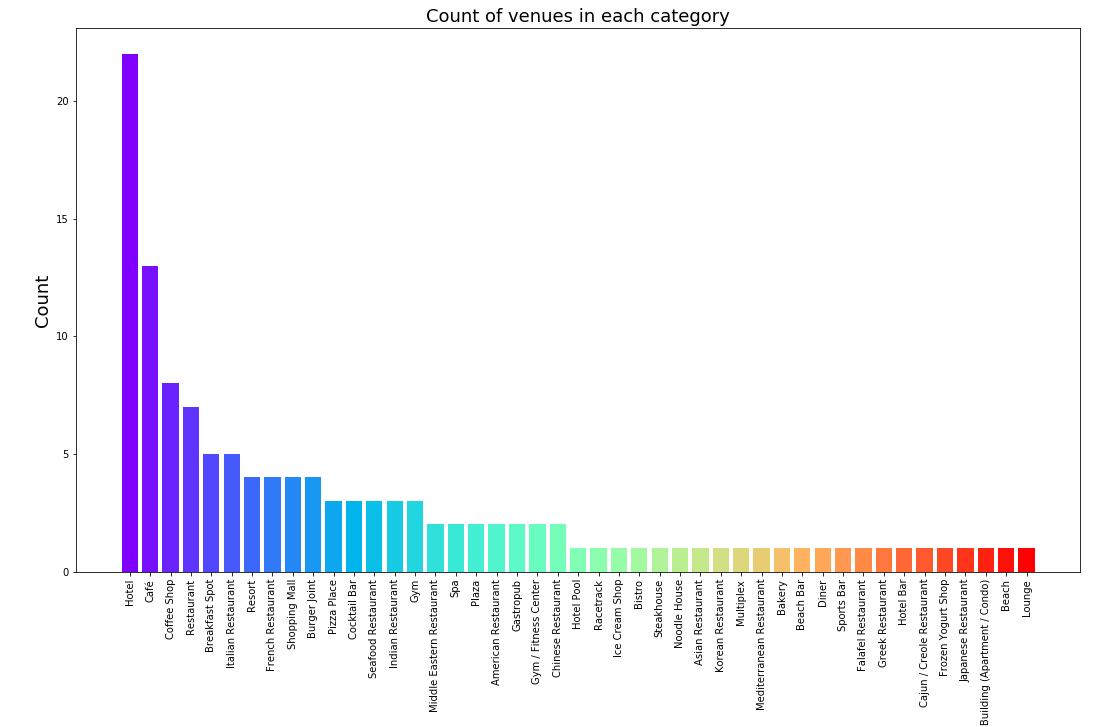 Count of venues in each category
Count
20
15
10
5
0
Hotel
Café
Coffee Shop
Restaurant
Breakfast Spot
Italian Restaurant
Resort
French Restaurant
Shopping Mall
Burger Joint
Pizza Place
Cocktail Bar
Seafood Restaurant
Indian Restaurant
Gym
Middle Eastern Restaurant
Spa
Plaza
American Restaurant
Gastropub
Gym / Fitness Center
Chinese Restaurant
Hotel Pool
Racetrack
Ice Cream Shop
Bistro
Steakhouse
Noodle House
Asian Restaurant
Korean Restaurant
Multiplex
Mediterranean Restaurant
Bakery
Beach Bar
Diner
Sports Bar
Falafel Restaurant
Greek Restaurant
Hotel Bar
Cajun / Creole Restaurant
Frozen Yogurt Shop
Japanese Restaurant
Building (Apartment / Condo)
Beach
Lounge